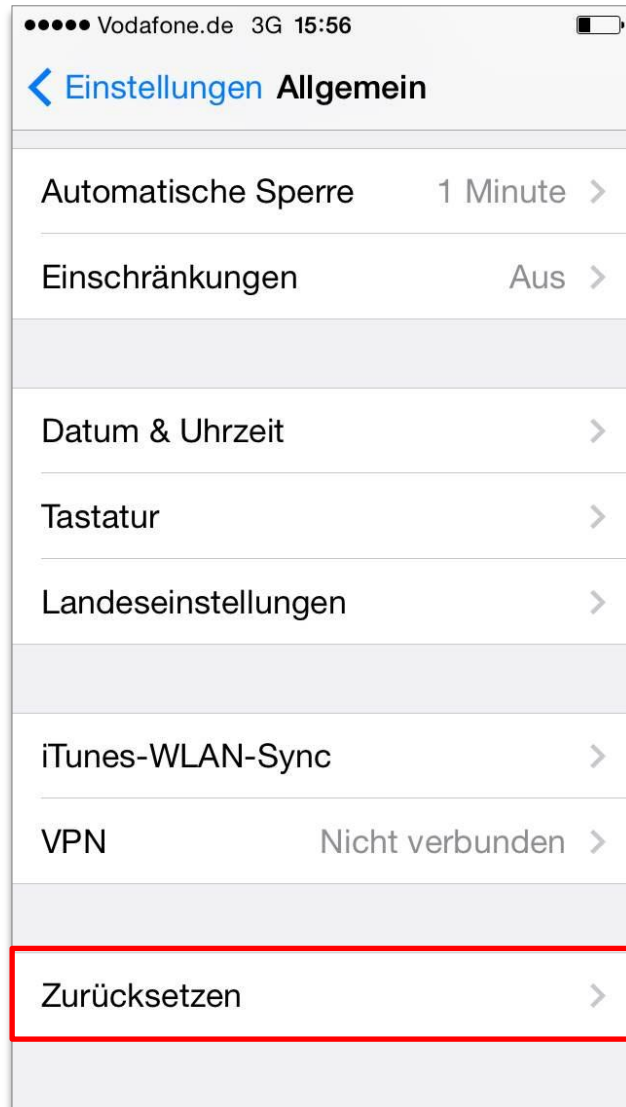 Vodafone.de 3G 15:56
Einstellungen Allgemein
Automatische Sperre 1 Minute
Einschränkungen Aus
Datum & Uhrzeit
Tastatur
Landeseinstellungen
iTunes-WLAN-Sync
VPN Nicht verbunden
Zurücksetzen